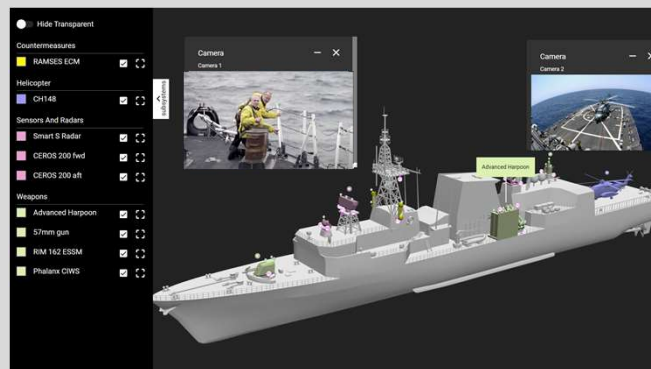 Hide Transparent
Countermeasures
RAMSES ECM
Helicopter
CH148
Sensors And Radars
Smart S Radar
CEROS 200 fwd
CEROS 200 aft
Weapons
Advanced Harpoon
57mm gun
RIM 162 ESSM
Phalanx CIWS
subsystems
Camera
Camera 1
Camera
Camera 2
Advanced Harpoon